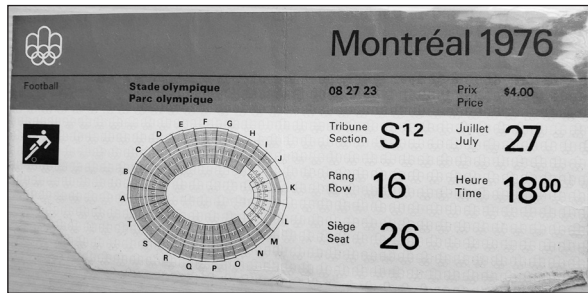 Montréal 1976
Football
Stade olympique
Parc olympique
08 27 23
Prix
Price
$4.00
Tribune
Section
S12
Juillet
July
27
Rang
Row
16
Heure
Time
1800
Siège
Seat
26
A
B
C
D
E
F
G
H
I
J
K
L
M
N
O
P
Q
R
S
T